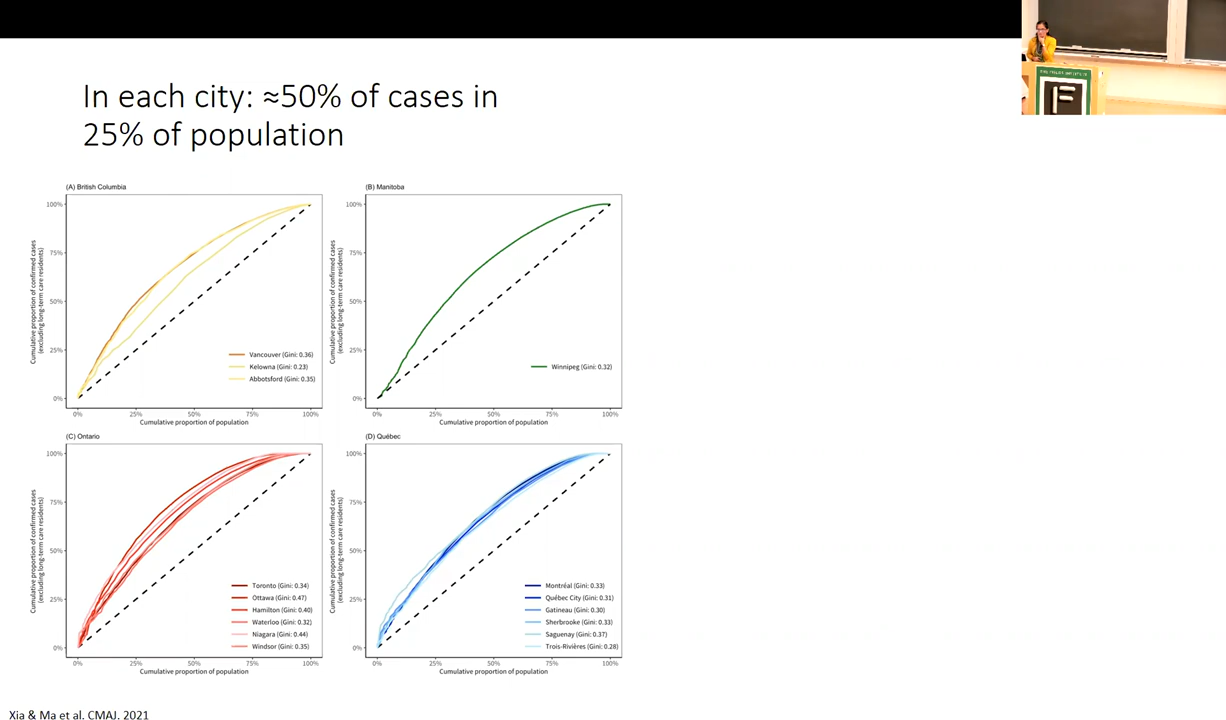 In each city: ≈50% of cases in
25% of population
(A) British Columbia
100%
75%
50%
25%
0%
Cumulative proportion of confirmed cases
(excluding long-term care residents)
Vancouver (Gini: 0.36)
Kelowna (Gini: 0.23)
Abbotsford (Gini: 0.35)
0% 25% 50% 75% 100%
Cumulative proportion of population
(B) Manitoba
100%
75%
50%
25%
0%
Cumulative proportion of confirmed cases
(excluding long-term care residents)
Winnipeg (Gini: 0.32)
0% 25% 50% 75% 100%
Cumulative proportion of population
(C) Ontario
100%
75%
50%
25%
0%
Cumulative proportion of confirmed cases
(excluding long-term care residents)
Toronto (Gini: 0.34)
Ottawa (Gini: 0.47)
Hamilton (Gini: 0.40)
Waterloo (Gini: 0.32)
Niagara (Gini: 0.44)
Windsor (Gini: 0.35)
0% 25% 50% 75% 100%
Cumulative proportion of population
(D) Québec
100%
75%
50%
25%
0%
Cumulative proportion of confirmed cases
(excluding long-term care residents)
Montréal (Gini: 0.33)
Québec City (Gini: 0.31)
Gatineau (Gini: 0.30)
Sherbrooke (Gini: 0.33)
Saguenay (Gini: 0.37)
Trois-Rivières (Gini: 0.28)
0% 25% 50% 75% 100%
Cumulative proportion of population
Xia & Ma et al. CMAJ. 2021
THE FIELDS INSTITUTE